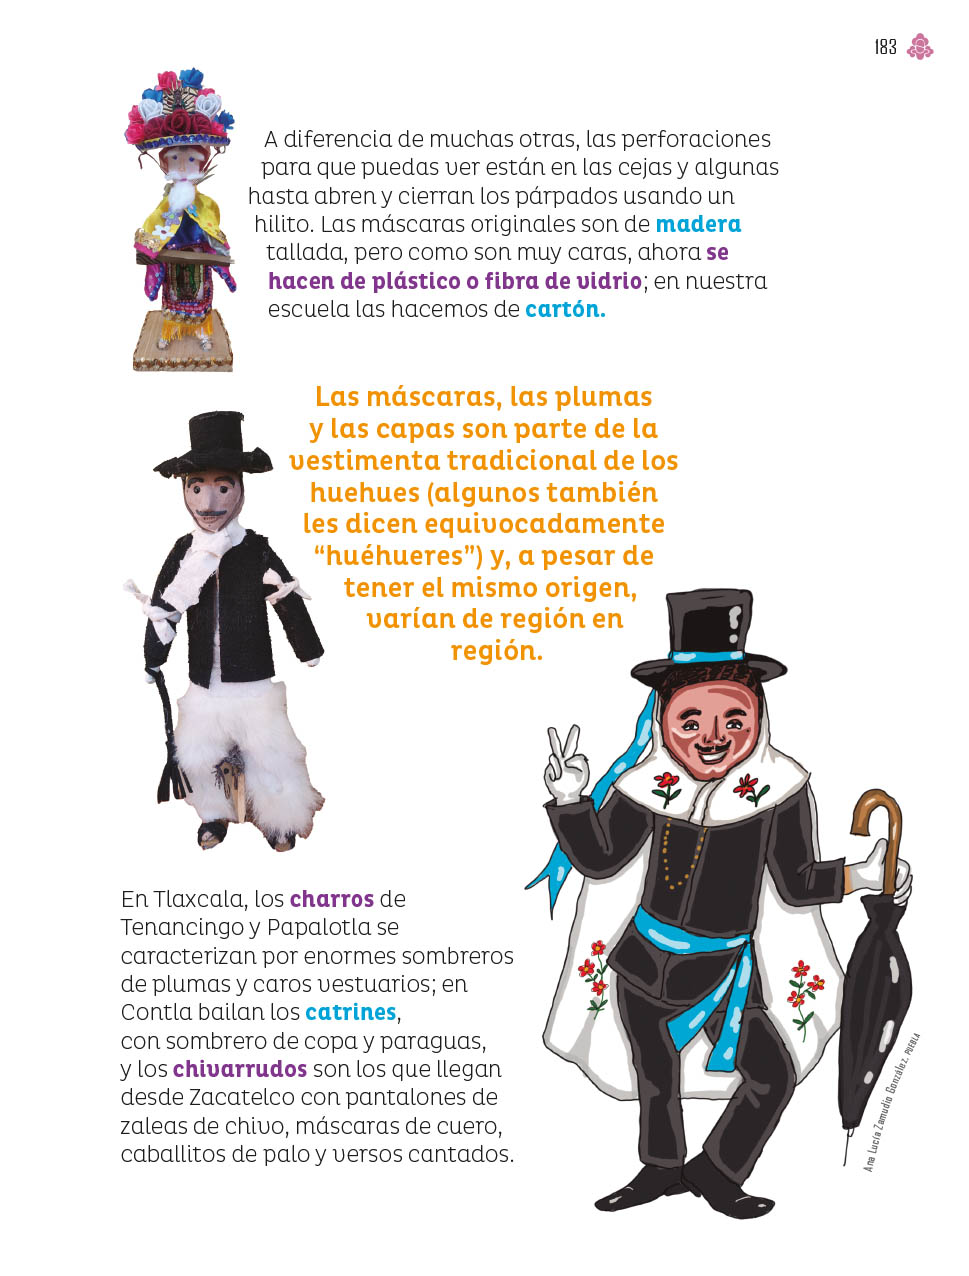 183
A diferencia de muchas otras, las perforaciones
para que puedas ver están en las cejas y algunas
hasta abren y cierran los párpados usando un
hilito. Las máscaras originales son de madera
tallada, pero como son muy caras, ahora se
hacen de plástico o fibra de vidrio; en nuestra
escuela las hacemos de cartón.
Las máscaras, las plumas
y las capas son parte de la
vestimenta tradicional de los
huehues (algunos también
les dicen equivocadamente
“huéhueres”) y, a pesar de
tener el mismo origen,
varían de región en
región.
En Tlaxcala, los charros de
Tenancingo y Papalotla se
caracterizan por enormes sombreros
de plumas y caros vestuarios; en
Contla bailan los catrines,
con sombrero de copa y paraguas,
y los chivarrudos son los que llegan
desde Zacatelco con pantalones de
zaleas de chivo, máscaras de cuero,
caballitos de palo y versos cantados.
Ana Lucía Zamudio González. PUEBLA